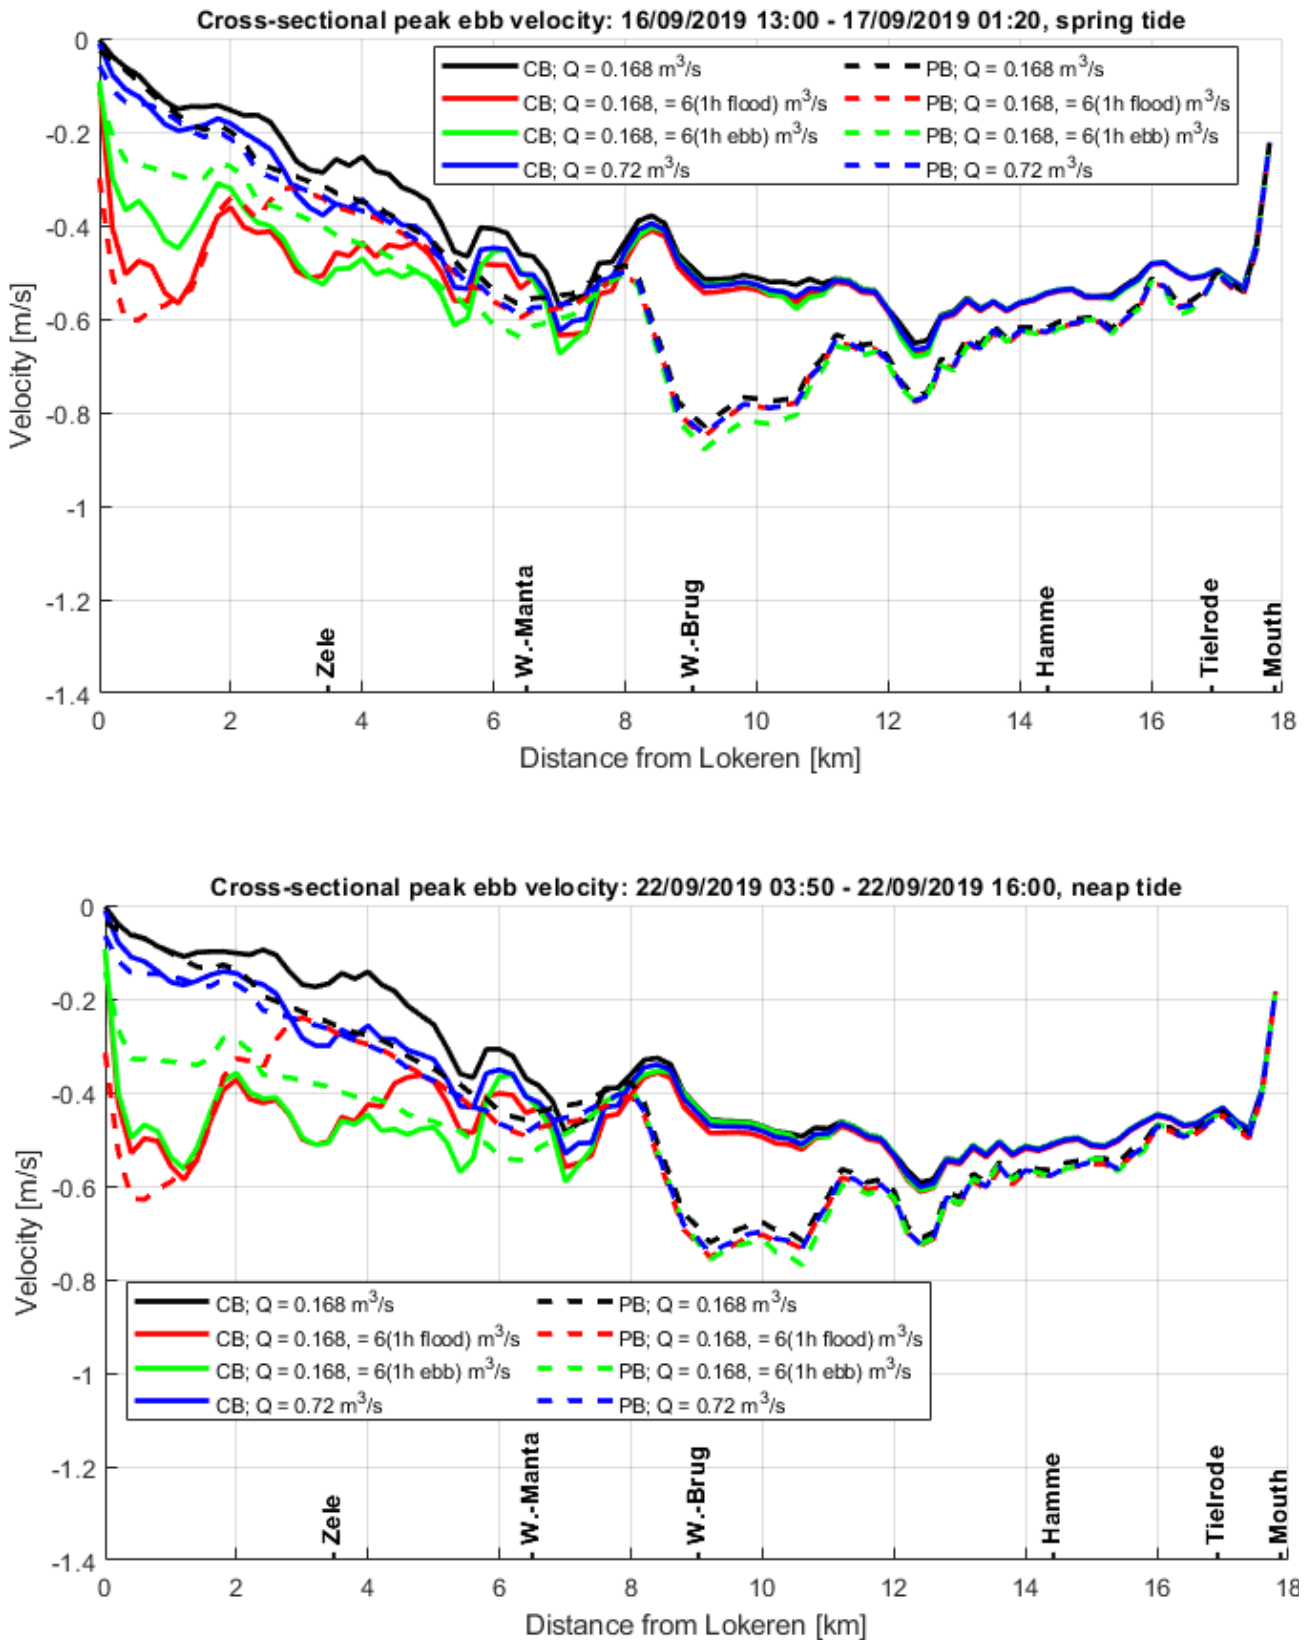 Cross-sectional peak ebb velocity: 16/09/2019 13:00 - 17/09/2019 01:20, spring tide
CB; Q = 0.168 m³/s
CB; Q = 0.168, = 6(1h flood) m³/s
CB; Q = 0.168, = 6(1h ebb) m³/s
CB; Q = 0.72 m³/s
PB; Q = 0.168 m³/s
PB; Q = 0.168, = 6(1h flood) m³/s
PB; Q = 0.168, = 6(1h ebb) m³/s
PB; Q = 0.72 m³/s
0
-0.2
-0.4
-0.6
-0.8
-1
-1.2
-1.4
Velocity [m/s]
Zele
W.-Manta
W.-Brug
Hamme
Tielrode
Mouth
0 2 4 6 8 10 12 14 16 18
Distance from Lokeren [km]
Cross-sectional peak ebb velocity: 22/09/2019 03:50 - 22/09/2019 16:00, neap tide
0
-0.2
-0.4
-0.6
-0.8
-1
-1.2
-1.4
Velocity [m/s]
CB; Q = 0.168 m³/s
CB; Q = 0.168, = 6(1h flood) m³/s
CB; Q = 0.168, = 6(1h ebb) m³/s
CB; Q = 0.72 m³/s
PB; Q = 0.168 m³/s
PB; Q = 0.168, = 6(1h flood) m³/s
PB; Q = 0.168, = 6(1h ebb) m³/s
PB; Q = 0.72 m³/s
Zele
W.-Manta
W.-Brug
Hamme
Tielrode
Mouth
0 2 4 6 8 10 12 14 16 18
Distance from Lokeren [km]